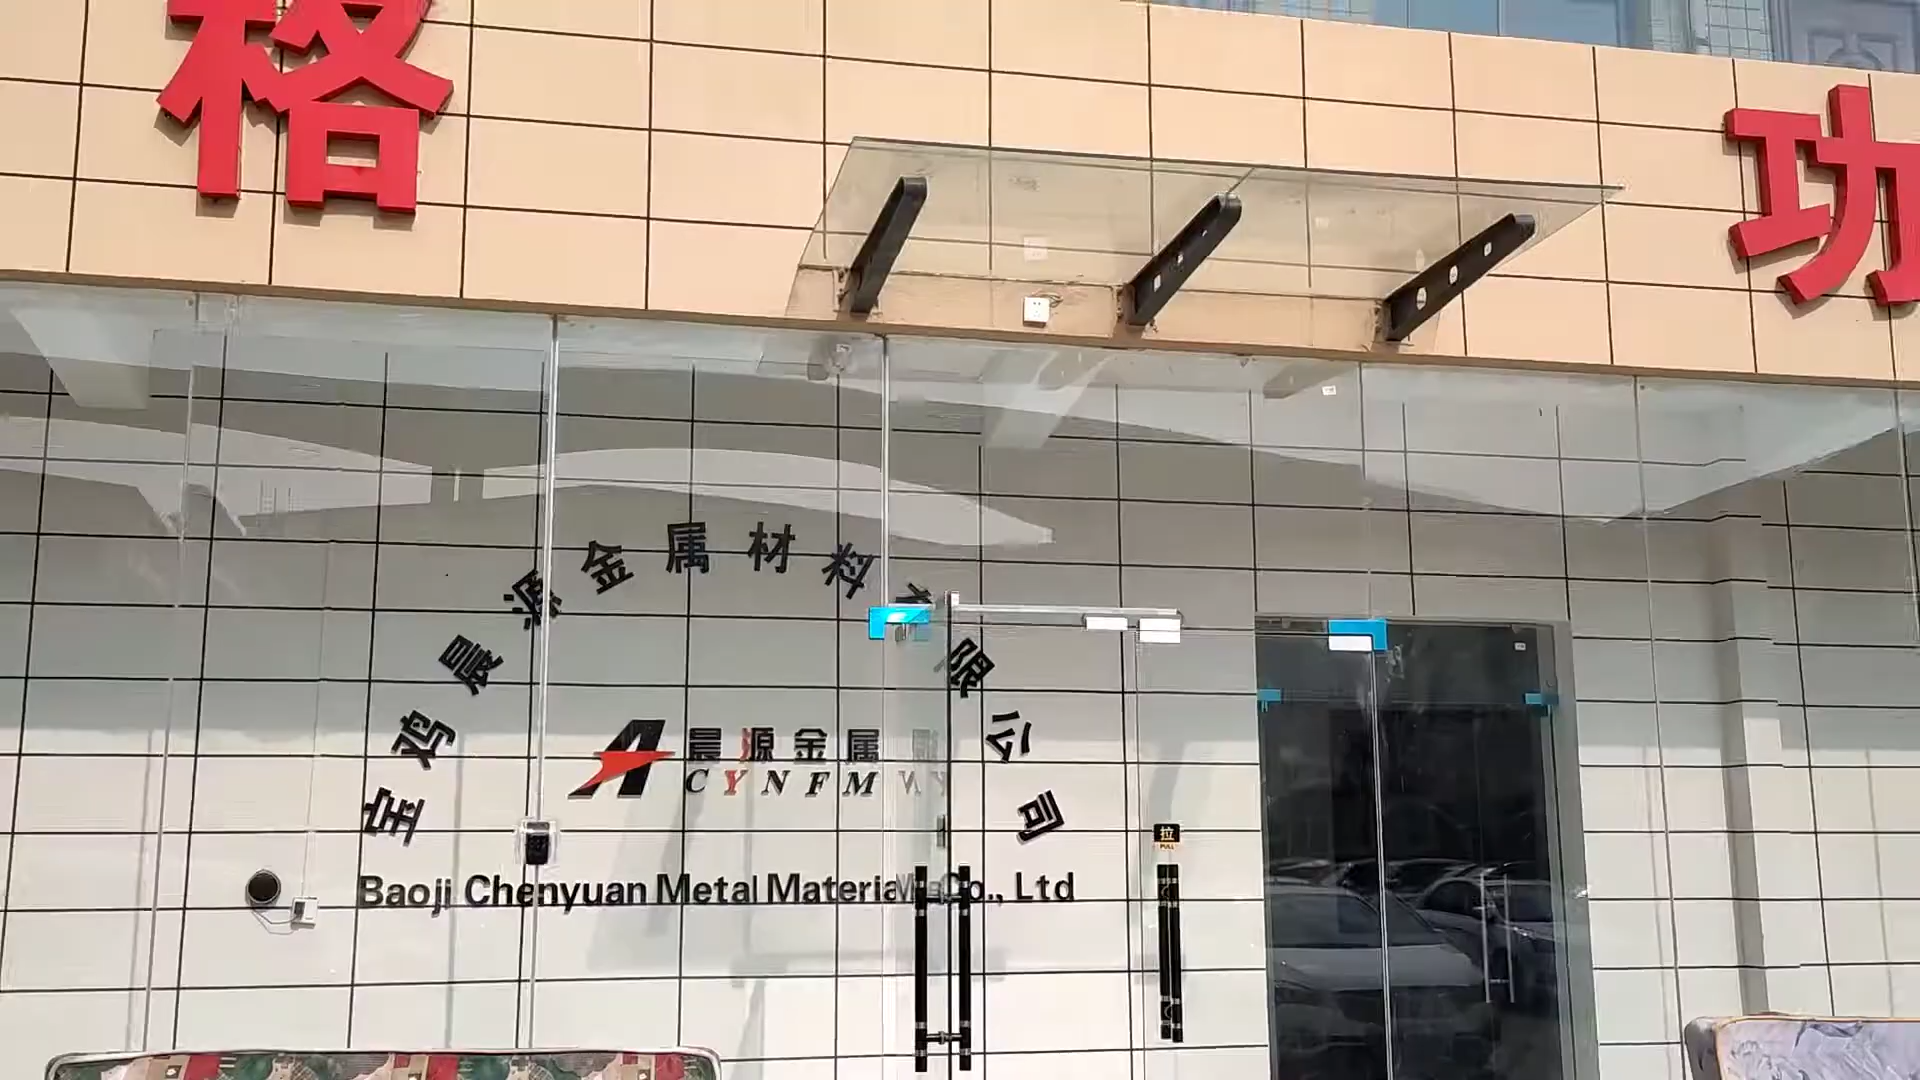 格
功
宝鸡晨源金属材料有限公司
晨源金属
CYNFM
Baoji Chenyuan Metal Material Co., Ltd
拉
PULL